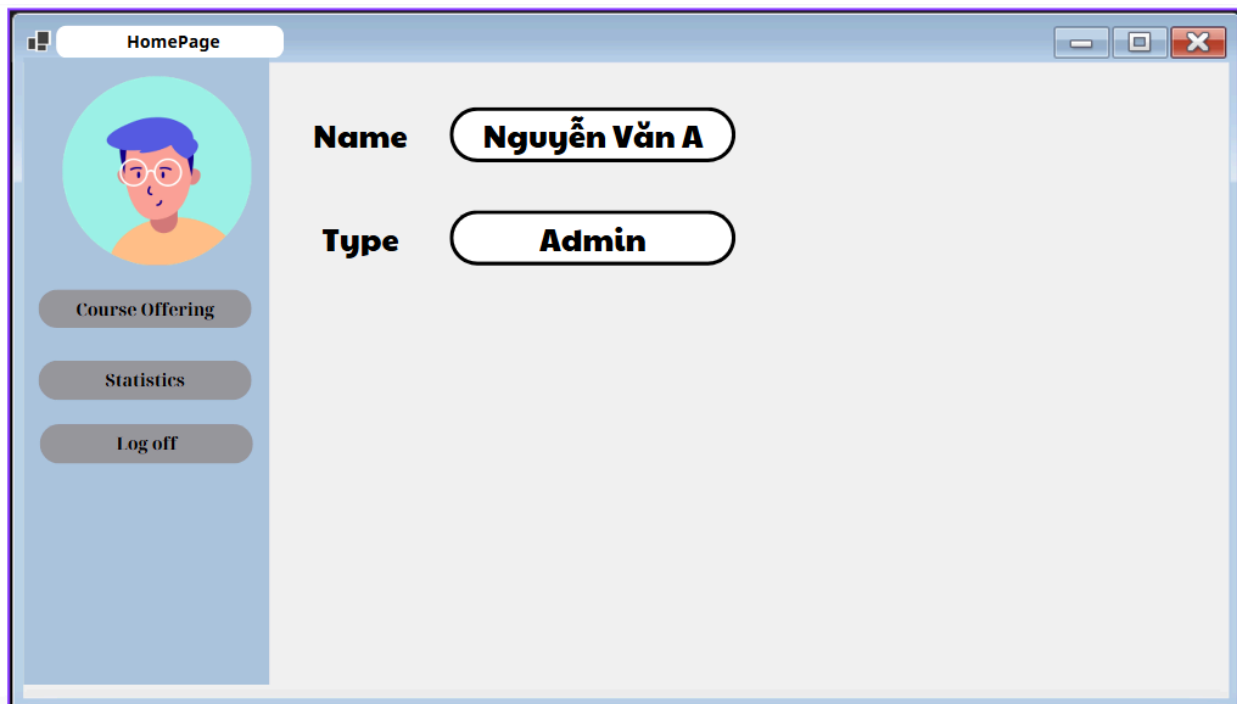 HomePage
Name
Nguyễn Văn A
Type
Admin
Course Offering
Statistics
Log off